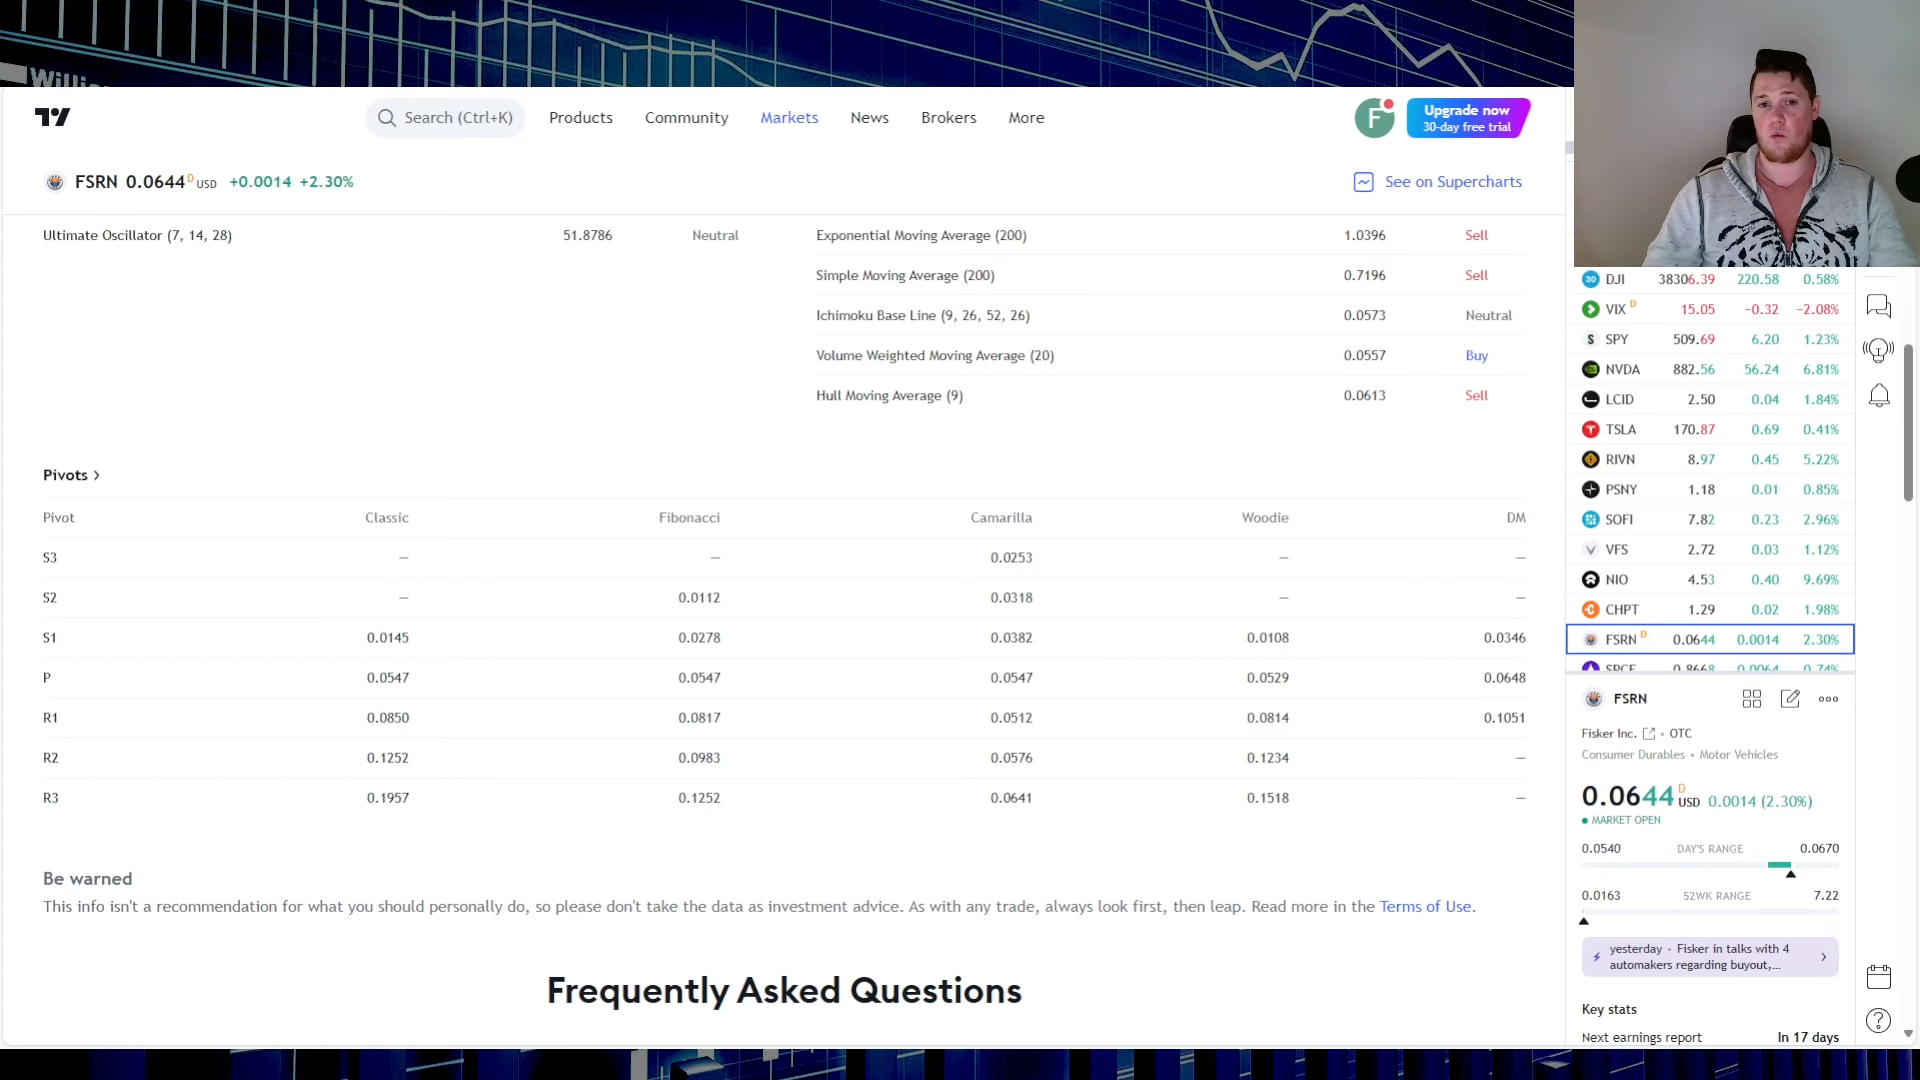 Search (Ctrl+K) Products Community Markets News Brokers More
F Upgrade now
30-day free trial
FSRN 0.0644 D USD +0.0014 +2.30% See on Supercharts
Ultimate Oscillator (7, 14, 28) 51.8786 Neutral
Exponential Moving Average (200) 1.0396 Sell
Simple Moving Average (200) 0.7196 Sell
Ichimoku Base Line (9, 26, 52, 26) 0.0573 Neutral
Volume Weighted Moving Average (20) 0.0557 Buy
Hull Moving Average (9) 0.0613 Sell
Pivots >
Pivot Classic Fibonacci Camarilla Woodie DM
S3 — — 0.0253 — —
S2 — 0.0112 0.0318 — —
S1 0.0145 0.0278 0.0382 0.0108 0.0346
P 0.0547 0.0547 0.0547 0.0529 0.0648
R1 0.0850 0.0817 0.0512 0.0814 0.1051
R2 0.1252 0.0983 0.0576 0.1234 —
R3 0.1957 0.1252 0.0641 0.1518 —
Be warned
This info isn't a recommendation for what you should personally do, so please don't take the data as investment advice. As with any trade, always look first, then leap. Read more in the Terms of Use.
Frequently Asked Questions
30 DJI 38306.39 220.58 0.58%
VIX D 15.05 −0.32 −2.08%
S SPY 509.69 6.20 1.23%
NVDA 882.56 56.24 6.81%
LCID 2.50 0.04 1.84%
TSLA 170.87 0.69 0.41%
RIVN 8.97 0.45 5.22%
PSNY 1.18 0.01 0.85%
SOFI 7.82 0.23 2.96%
VFS 2.72 0.03 1.12%
NIO 4.53 0.40 9.69%
CHPT 1.29 0.02 1.98%
FSRN D 0.0644 0.0014 2.30%
SPCE 0.8668 0.0064 0.74%
FSRN
Fisker Inc. • OTC
Consumer Durables • Motor Vehicles
0.0644 D USD 0.0014 (2.30%)
MARKET OPEN
0.0540 DAY'S RANGE 0.0670
0.0163 52WK RANGE 7.22
yesterday · Fisker in talks with 4
automakers regarding buyout,...
Key stats
Next earnings report In 17 days